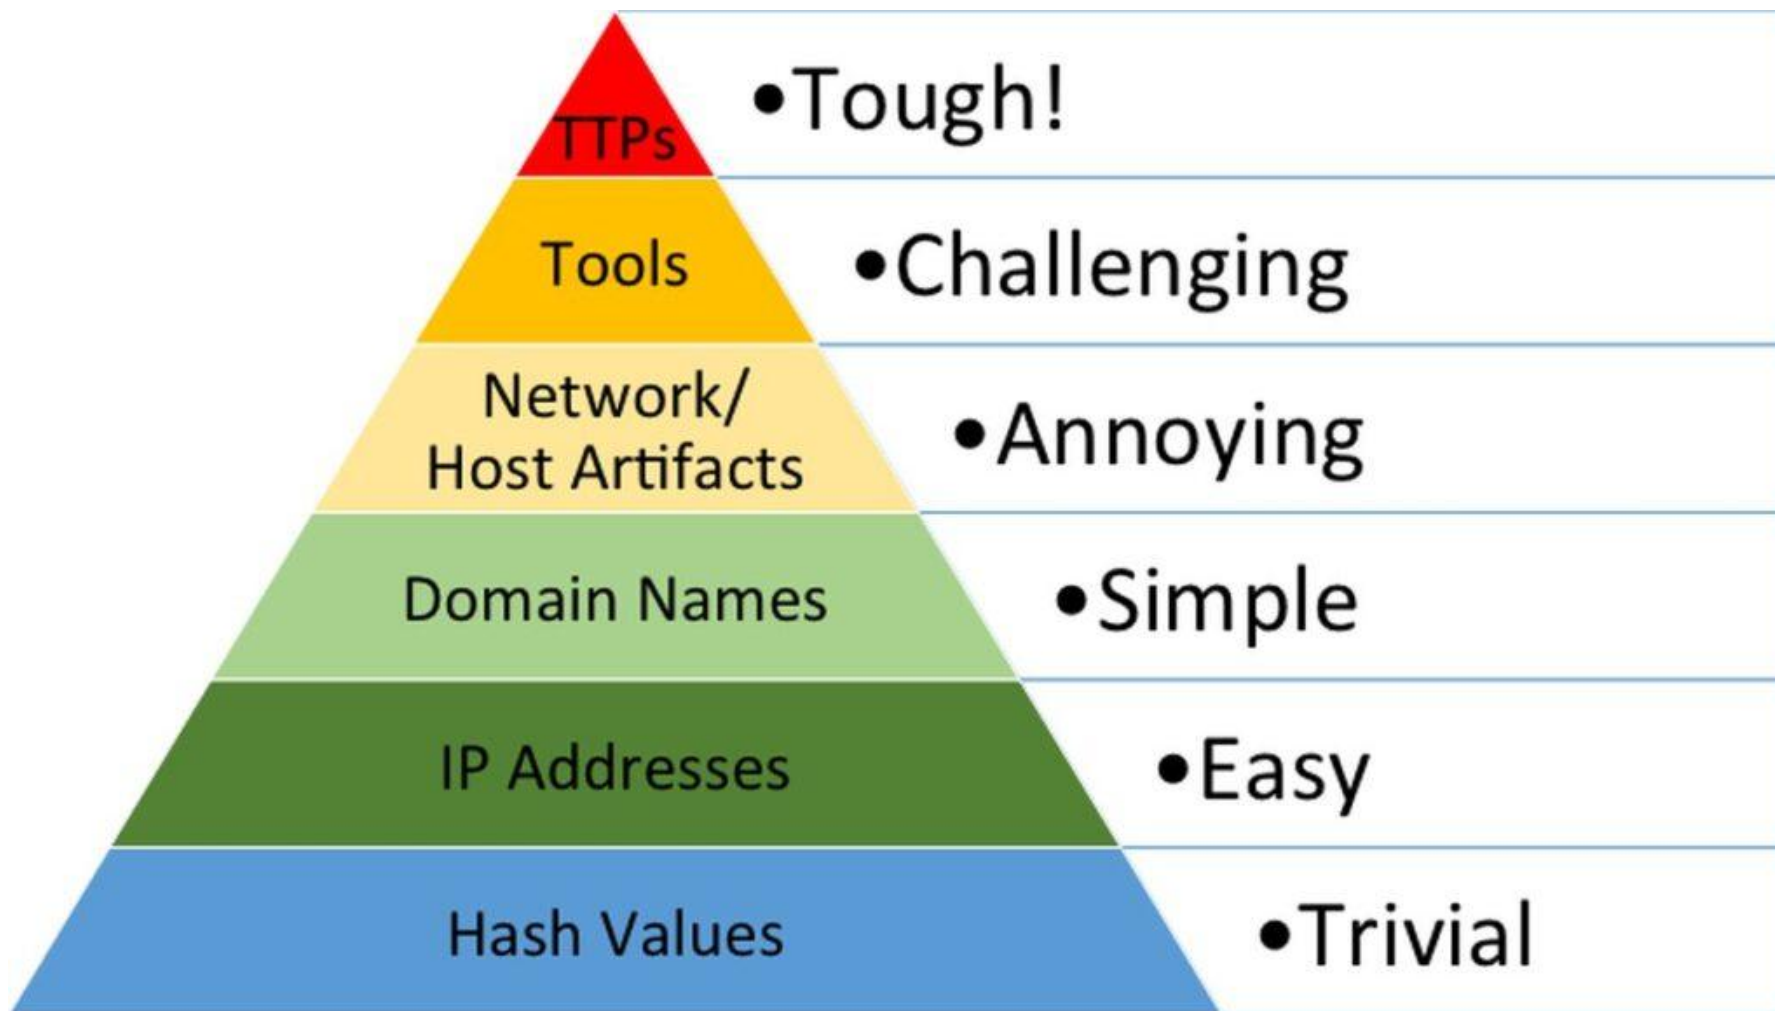 TTPs
•Tough!
Tools
•Challenging
Network/
Host Artifacts
•Annoying
Domain Names
•Simple
IP Addresses
•Easy
Hash Values
•Trivial